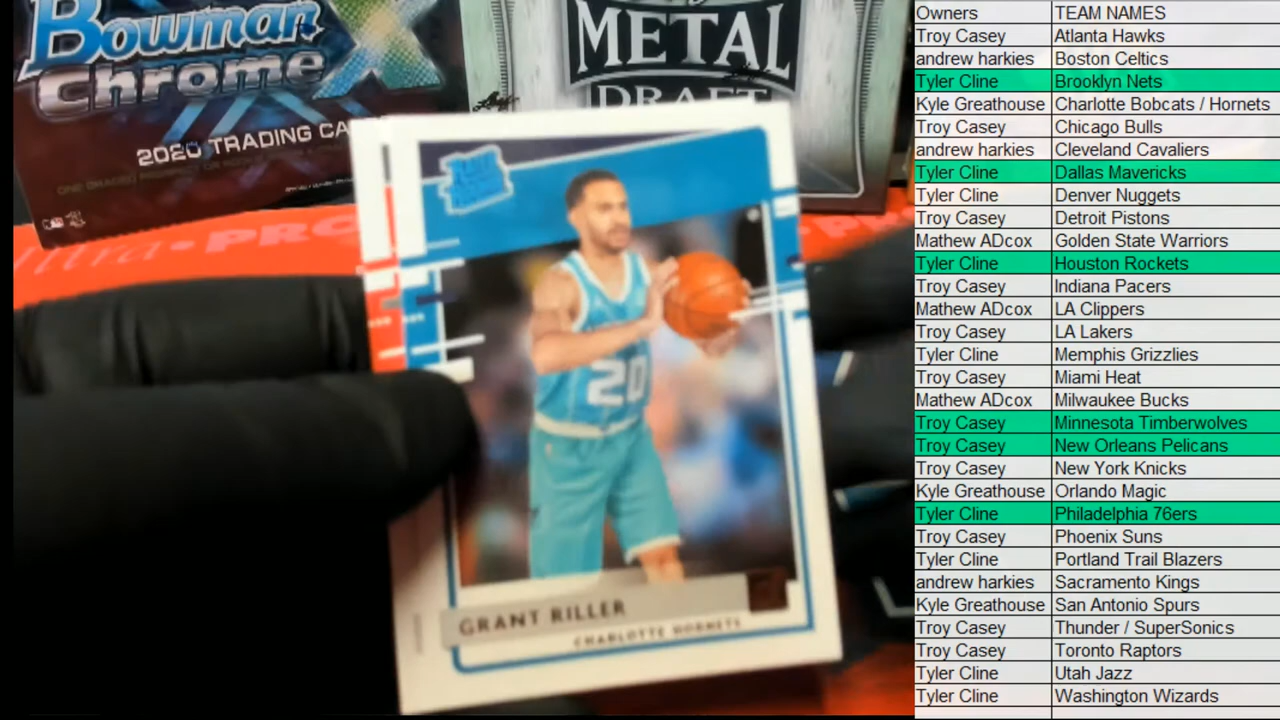 Bowman
Chrome X
2020 TRADING CA
METAL
DRAFT
Ultra PRO
RATED
ROOKIE
20
GRANT RILLER
CHARLOTTE HORNETS
Owners TEAM NAMES
Troy Casey Atlanta Hawks
andrew harkies Boston Celtics
Tyler Cline Brooklyn Nets
Kyle Greathouse Charlotte Bobcats / Hornets
Troy Casey Chicago Bulls
andrew harkies Cleveland Cavaliers
Tyler Cline Dallas Mavericks
Tyler Cline Denver Nuggets
Troy Casey Detroit Pistons
Mathew ADcox Golden State Warriors
Tyler Cline Houston Rockets
Troy Casey Indiana Pacers
Mathew ADcox LA Clippers
Troy Casey LA Lakers
Tyler Cline Memphis Grizzlies
Troy Casey Miami Heat
Mathew ADcox Milwaukee Bucks
Troy Casey Minnesota Timberwolves
Troy Casey New Orleans Pelicans
Troy Casey New York Knicks
Kyle Greathouse Orlando Magic
Tyler Cline Philadelphia 76ers
Troy Casey Phoenix Suns
Tyler Cline Portland Trail Blazers
andrew harkies Sacramento Kings
Kyle Greathouse San Antonio Spurs
Troy Casey Thunder / SuperSonics
Troy Casey Toronto Raptors
Tyler Cline Utah Jazz
Tyler Cline Washington Wizards